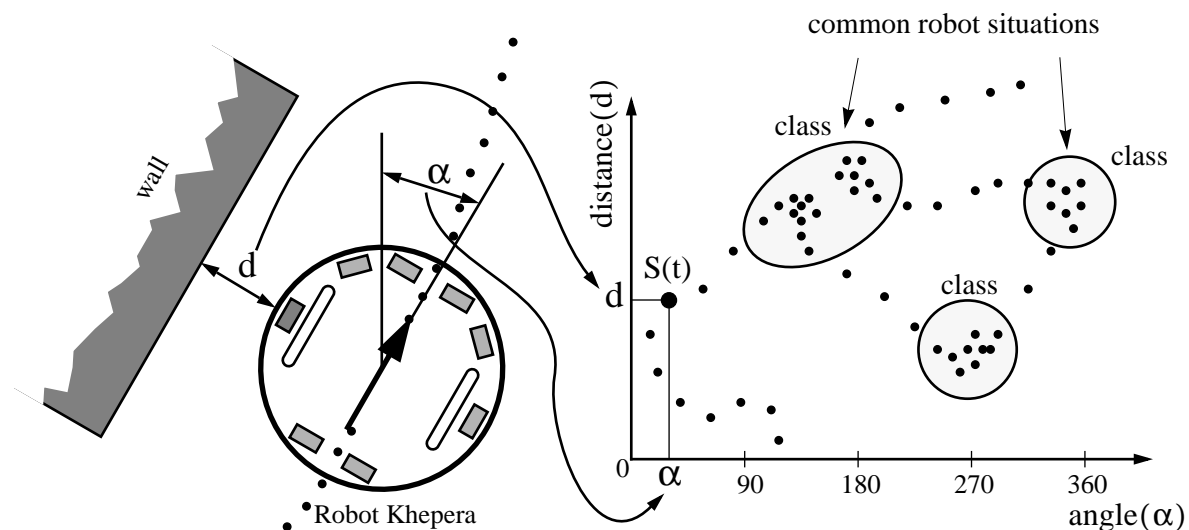 common robot situations
class
class
distance(d)
wall
α
d
S(t)
d
class
0
α
90
180
270
360
angle(α)
Robot Khepera